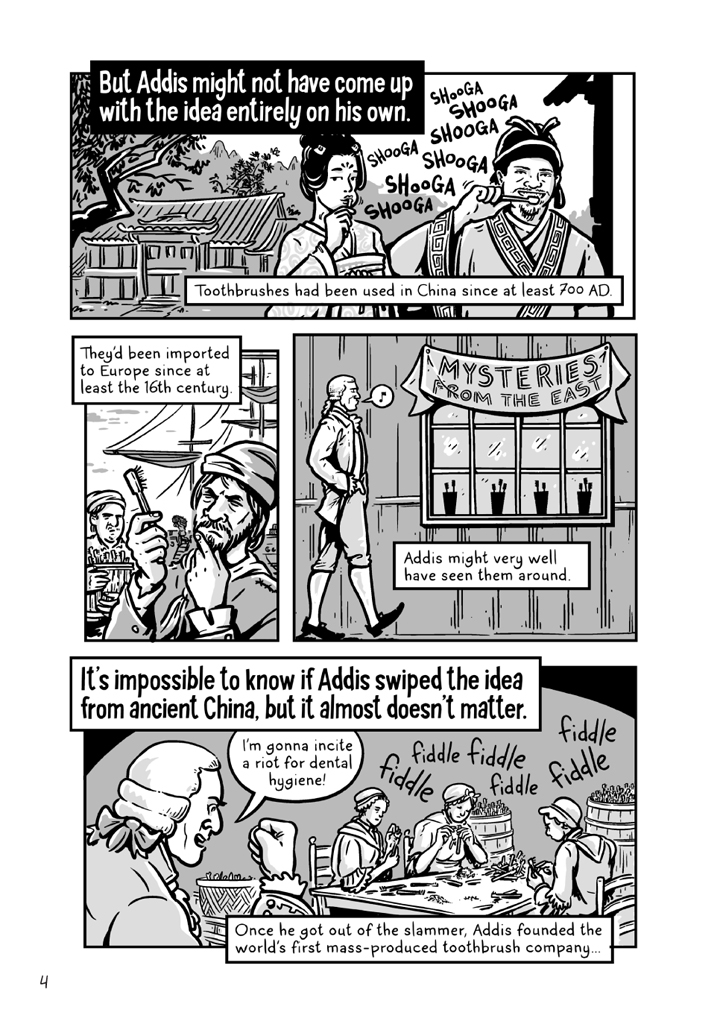 But Addis might not have come up
with the idea entirely on his own.
SHOOGA
SHOOGA
SHOOGA
SHOOGA
SHOOGA
SHOOGA
SHOOGA
Toothbrushes had been used in China since at least 700 AD.
They'd been imported
to Europe since at
least the 16th century.
MYSTERIES
FROM THE EAST
Addis might very well
have seen them around.
It's impossible to know if Addis swiped the idea
from ancient China, but it almost doesn't matter.
I'm gonna incite
a riot for dental
hygiene!
fiddle
fiddle
fiddle
fiddle
fiddle
fiddle
Once he got out of the slammer, Addis founded the
world's first mass-produced toothbrush company...
4